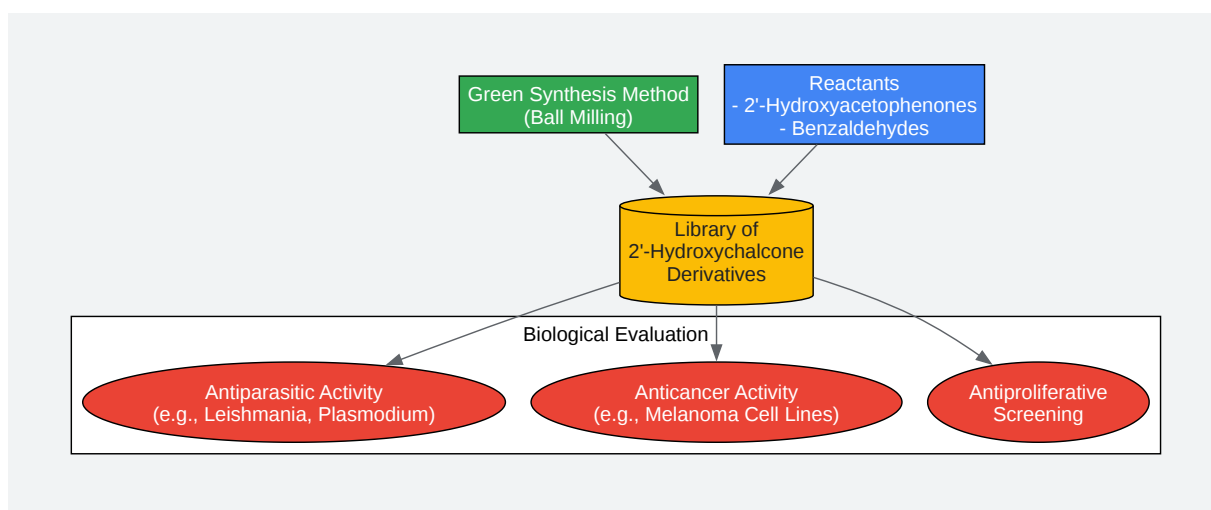 Green Synthesis Method
(Ball Milling)
Reactants
- 2'-Hydroxyacetophenones
- Benzaldehydes
Library of
2'-Hydroxychalcone
Derivatives
Biological Evaluation
Antiparasitic Activity
(e.g., Leishmania, Plasmodium)
Anticancer Activity
(e.g., Melanoma Cell Lines)
Antiproliferative
Screening